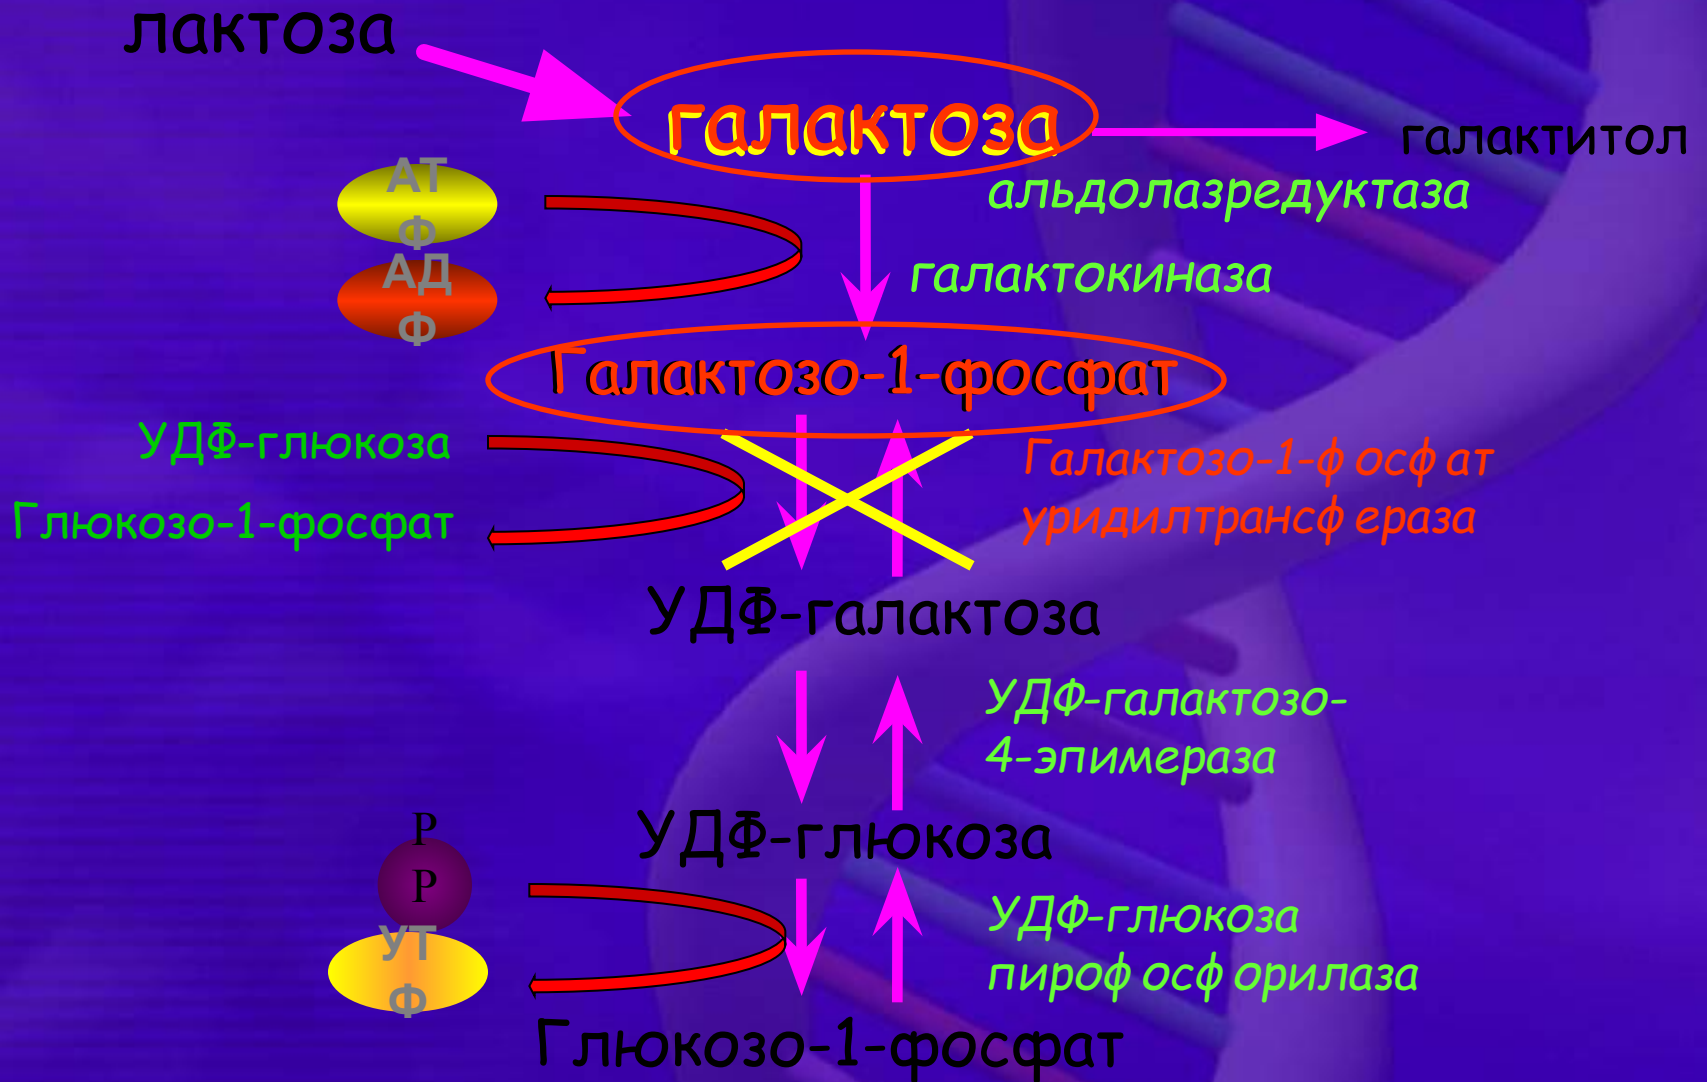 лактоза
галактоза
галактитол
альдолазредуктаза
АТ
Ф
АД
Ф
галактокиназа
Галактозо-1-фосфат
УДФ-глюкоза
Глюкозо-1-фосфат
Галактозо-1-ф осф ат
уридилтрансф ераза
УДФ-галактоза
УДФ-галактозо-
4-эпимераза
УДФ-глюкоза
Р
Р
УТ
Ф
УДФ-глюкоза
пироф осф орилаза
Глюкозо-1-фосфат